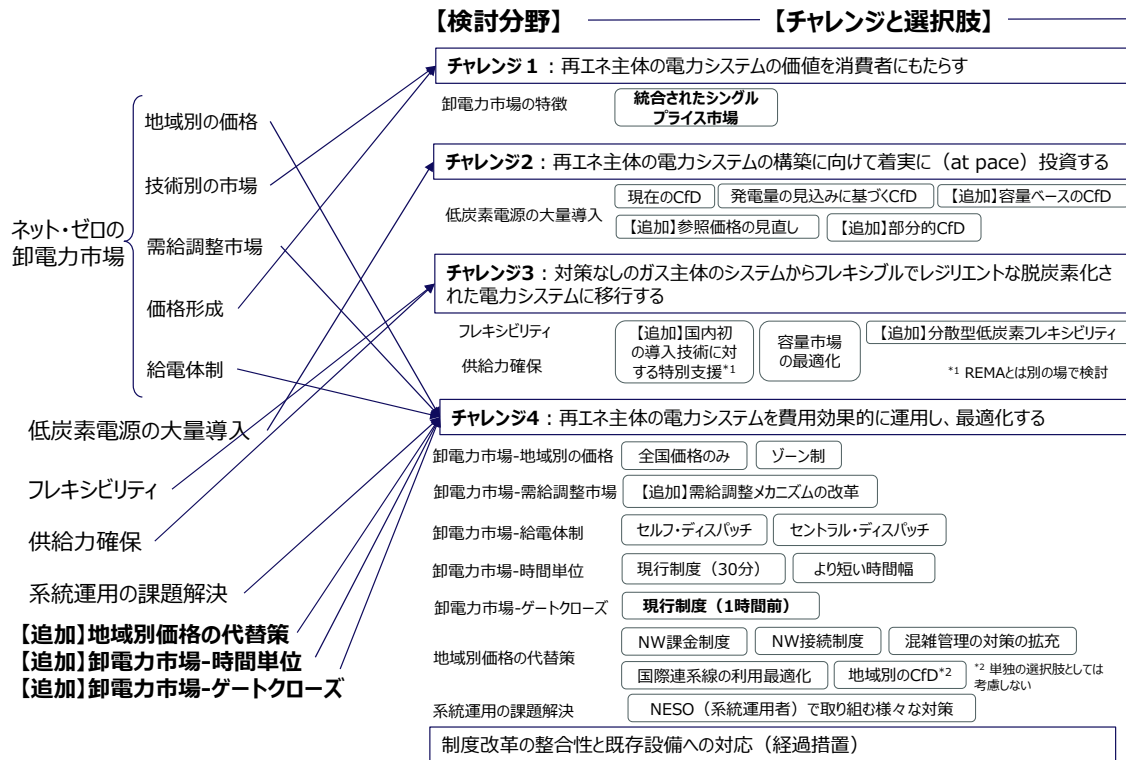 【検討分野】
【チャレンジと選択肢】
ネット・ゼロの
卸電力市場
地域別の価格
技術別の市場
需給調整市場
価格形成
給電体制
低炭素電源の大量導入
フレキシビリティ
供給力確保
系統運用の課題解決
【追加】地域別価格の代替策
【追加】卸電力市場-時間単位
【追加】卸電力市場-ゲートクローズ
チャレンジ1：再エネ主体の電力システムの価値を消費者にもたらす
卸電力市場の特徴
統合されたシングル
プライス市場
チャレンジ2：再エネ主体の電力システムの構築に向けて着実に（at pace）投資する
低炭素電源の大量導入
現在のCfD
発電量の見込みに基づくCfD
【追加】容量ベースのCfD
【追加】参照価格の見直し
【追加】部分的CfD
チャレンジ3：対策なしのガス主体のシステムからフレキシブルでレジリエントな脱炭素化さ
れた電力システムに移行する
フレキシビリティ
供給力確保
【追加】国内初
の導入技術に対
する特別支援*1
容量市場
の最適化
【追加】分散型低炭素フレキシビリティ
*1 REMAとは別の場で検討
チャレンジ4：再エネ主体の電力システムを費用効果的に運用し、最適化する
卸電力市場-地域別の価格
全国価格のみ
ゾーン制
卸電力市場-需給調整市場
【追加】需給調整メカニズムの改革
卸電力市場-給電体制
セルフ・ディスパッチ
セントラル・ディスパッチ
卸電力市場-時間単位
現行制度（30分）
より短い時間幅
卸電力市場-ゲートクローズ
現行制度（1時間前）
地域別価格の代替策
NW課金制度
NW接続制度
混雑管理の対策の拡充
国際連系線の利用最適化
地域別のCfD*2
*2 単独の選択肢としては
考慮しない
系統運用の課題解決
NESO（系統運用者）で取り組む様々な対策
制度改革の整合性と既存設備への対応（経過措置）